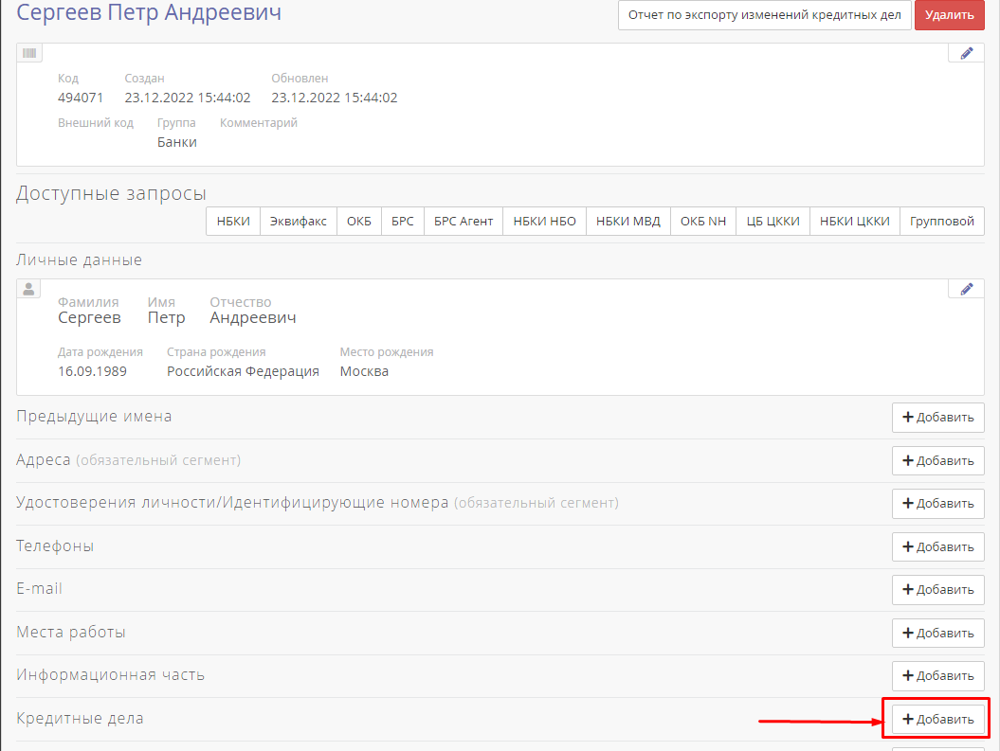 Сергеев Петр Андреевич
Отчет по экспорту изменений кредитных дел
Удалить
Код Создан Обновлен
494071 23.12.2022 15:44:02 23.12.2022 15:44:02
Внешний код Группа Комментарий
Банки
Доступные запросы
НБКИ Эквифакс ОКБ БРС БРС Агент НБКИ НБО НБКИ МВД ОКБ NH ЦБ ЦККИ НБКИ ЦККИ Групповой
Личные данные
Фамилия Имя Отчество
Сергеев Петр Андреевич
Дата рождения Страна рождения Место рождения
16.09.1989 Российская Федерация Москва
Предыдущие имена + Добавить
Адреса (обязательный сегмент) + Добавить
Удостоверения личности/Идентифицирующие номера (обязательный сегмент) + Добавить
Телефоны + Добавить
E-mail + Добавить
Места работы + Добавить
Информационная часть + Добавить
Кредитные дела + Добавить